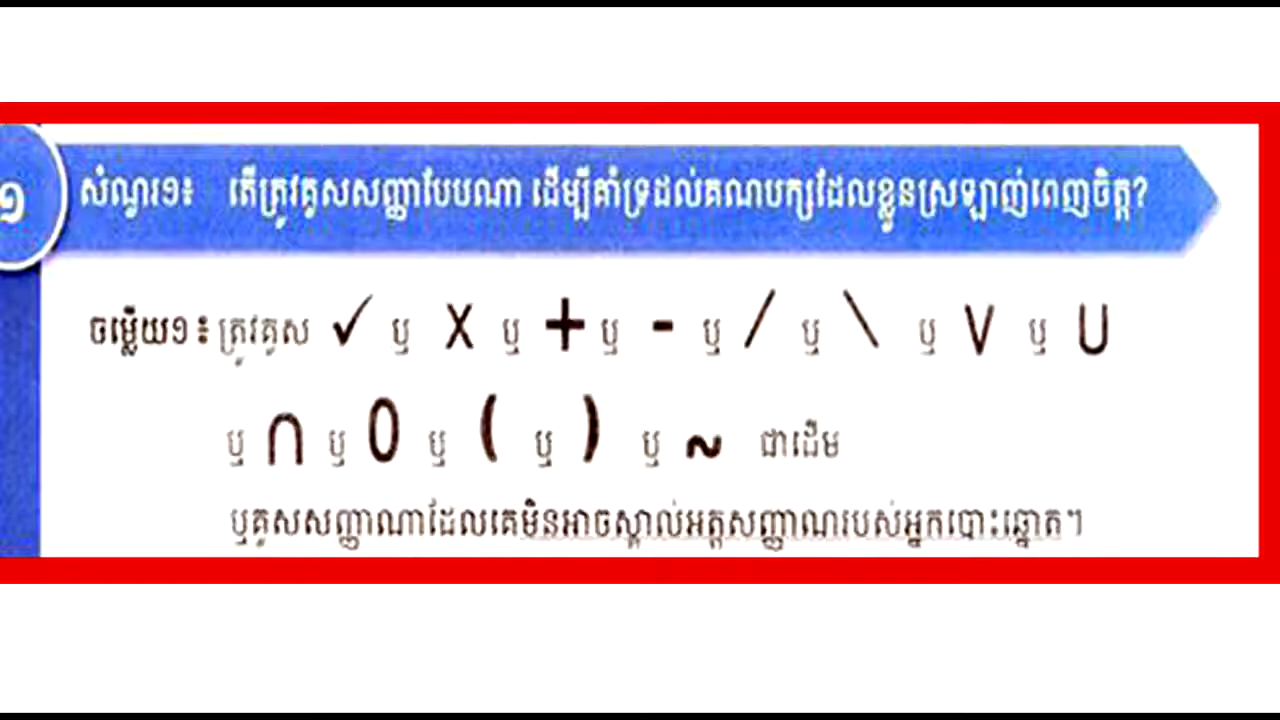 ១
សំណួរ១៖ តើត្រូវគូសសញ្ញាបែបណា ដើម្បីគាំទ្រដល់គណបក្សដែលខ្លួនស្រឡាញ់ពេញចិត្ត?
ចម្លើយ១៖ ត្រូវគូស ✓ ឬ X ឬ + ឬ - ឬ / ឬ \ ឬ V ឬ U
ឬ ∩ ឬ 0 ឬ ( ឬ ) ឬ ~ ជាដើម
ឬគូសសញ្ញាណាដែលគេមិនអាចស្គាល់អត្តសញ្ញាណរបស់អ្នកបោះឆ្នោត។